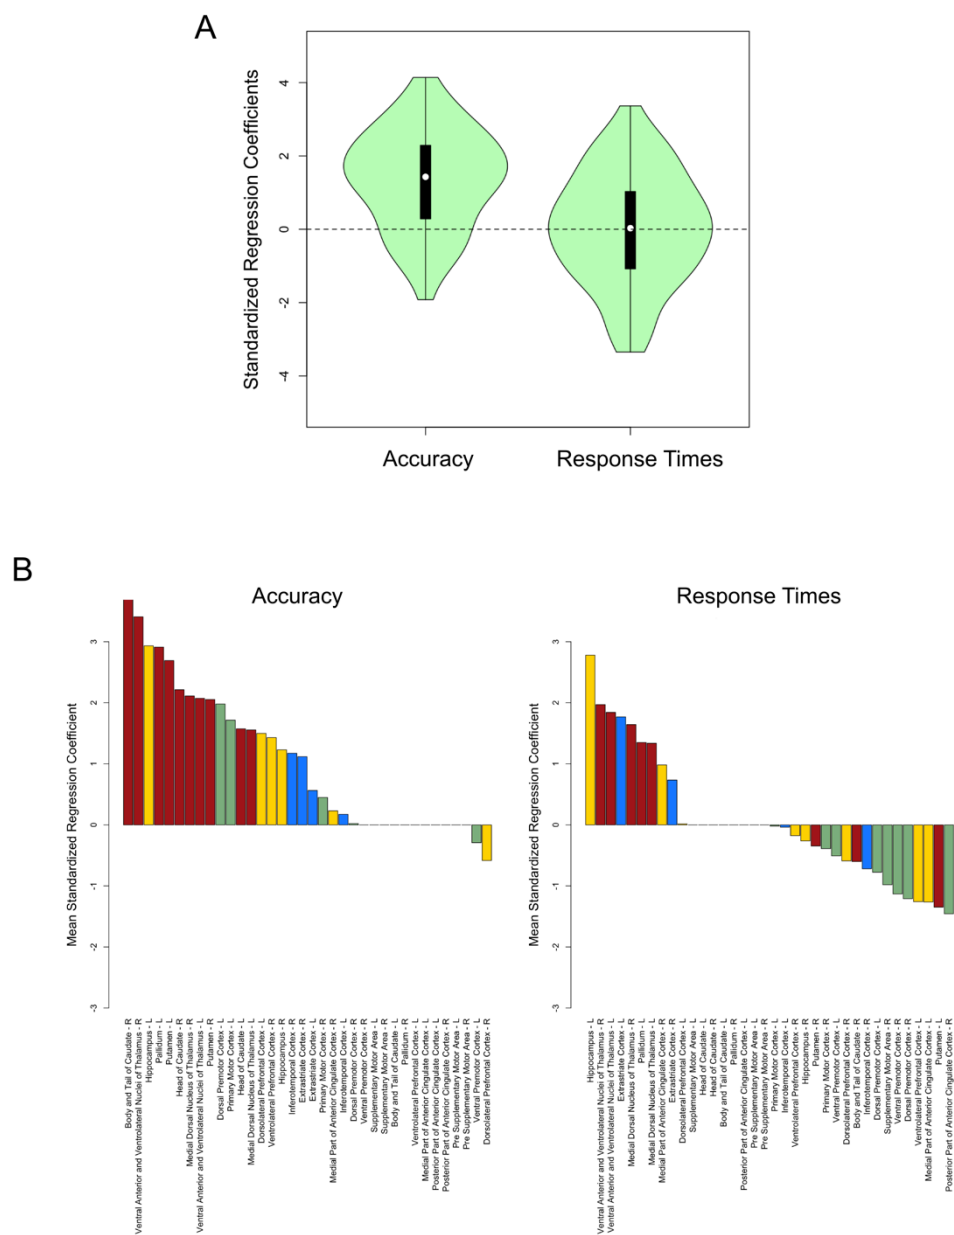 A
Standardized Regression Coefficients
4
2
0
-2
-4
Accuracy
Response Times
B
Accuracy
Mean Standardized Regression Coefficient
3
2
1
0
-1
-2
-3
Body and Tail of Caudate - R
Ventral Anterior and Ventrolateral Nuclei of Thalamus - R
Hippocampus - L
Pallidum - L
Putamen - L
Head of Caudate - R
Medial Dorsal Nucleus of Thalamus - R
Ventral Anterior and Ventrolateral Nuclei of Thalamus - L
Putamen - R
Dorsal Premotor Cortex - L
Primary Motor Cortex - L
Head of Caudate - L
Medial Dorsal Nucleus of Thalamus - L
Dorsolateral Prefrontal Cortex - L
Ventrolateral Prefrontal Cortex - R
Hippocampus - R
Inferotemporal Cortex - R
Extrastriate Cortex - R
Extrastriate Cortex - L
Primary Motor Cortex - R
Medial Part of Anterior Cingulate Cortex - R
Inferotemporal Cortex - L
Dorsal Premotor Cortex - R
Ventral Premotor Cortex - R
Supplementary Motor Area - L
Supplementary Motor Area - R
Body and Tail of Caudate - L
Pallidum - R
Ventrolateral Prefrontal Cortex - L
Medial Part of Anterior Cingulate Cortex - L
Posterior Part of Anterior Cingulate Cortex - L
Posterior Part of Anterior Cingulate Cortex - R
Pre Supplementary Motor Area - L
Pre Supplementary Motor Area - R
Ventral Premotor Cortex - L
Dorsolateral Prefrontal Cortex - R
Response Times
Mean Standardized Regression Coefficient
3
2
1
0
-1
-2
-3
Hippocampus - L
Ventral Anterior and Ventrolateral Nuclei of Thalamus - R
Ventral Anterior and Ventrolateral Nuclei of Thalamus - L
Extrastriate Cortex - L
Medial Dorsal Nucleus of Thalamus - R
Pallidum - L
Medial Dorsal Nucleus of Thalamus - L
Medial Part of Anterior Cingulate Cortex - R
Extrastriate Cortex - R
Dorsolateral Prefrontal Cortex - L
Supplementary Motor Area - L
Head of Caudate - L
Head of Caudate - R
Body and Tail of Caudate - L
Pallidum - R
Posterior Part of Anterior Cingulate Cortex - L
Pre Supplementary Motor Area - L
Pre Supplementary Motor Area - R
Primary Motor Cortex - L
Inferotemporal Cortex - L
Ventrolateral Prefrontal Cortex - R
Hippocampus - R
Putamen - R
Primary Motor Cortex - R
Ventral Premotor Cortex - L
Dorsolateral Prefrontal Cortex - R
Body and Tail of Caudate - R
Inferotemporal Cortex - R
Dorsal Premotor Cortex - L
Supplementary Motor Area - R
Ventral Premotor Cortex - R
Dorsal Premotor Cortex - R
Ventrolateral Prefrontal Cortex - L
Medial Part of Anterior Cingulate Cortex - L
Putamen - L
Posterior Part of Anterior Cingulate Cortex - R